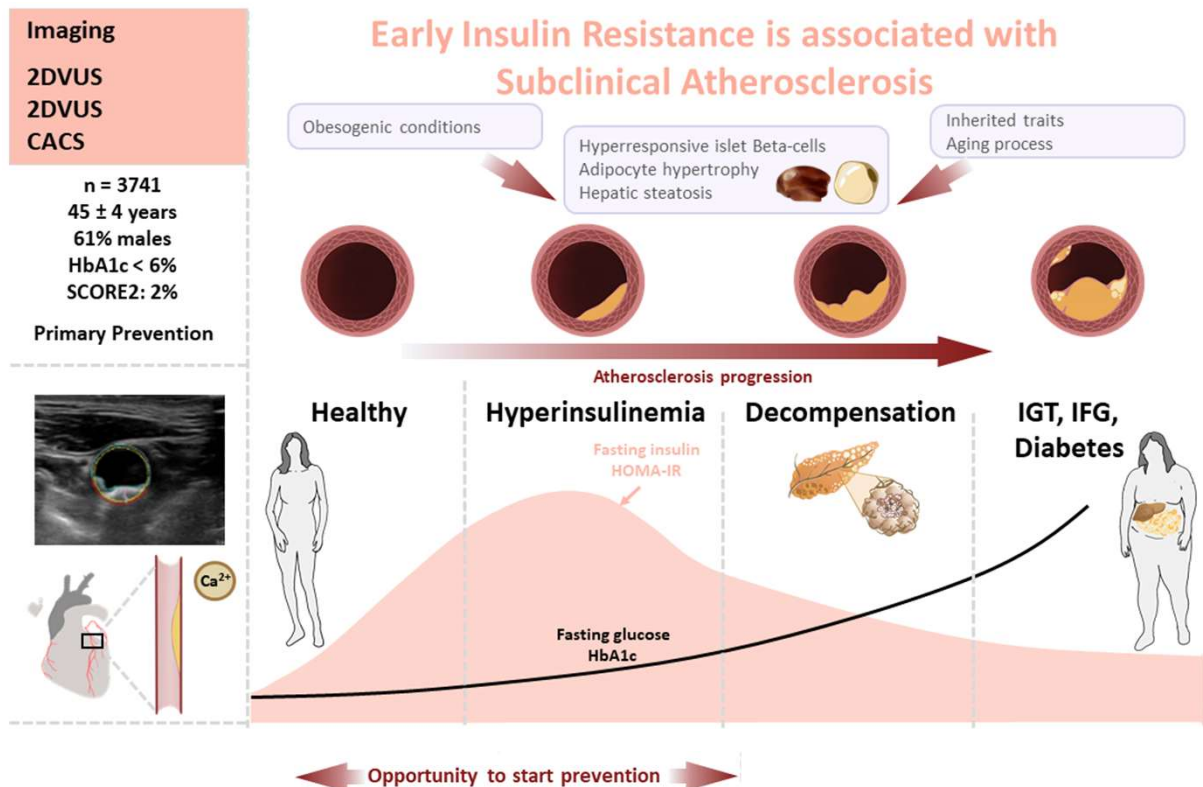 Imaging
2DVUS
2DVUS
CACS
n = 3741
45 ± 4 years
61% males
HbA1c < 6%
SCORE2: 2%
Primary Prevention
Ca²⁺
Early Insulin Resistance is associated with
Subclinical Atherosclerosis
Obesogenic conditions
Hyperresponsive islet Beta-cells
Adipocyte hypertrophy
Hepatic steatosis
Inherited traits
Aging process
Atherosclerosis progression
Healthy
Hyperinsulinemia
Decompensation
IGT, IFG,
Diabetes
Fasting insulin
HOMA-IR
Fasting glucose
HbA1c
Opportunity to start prevention